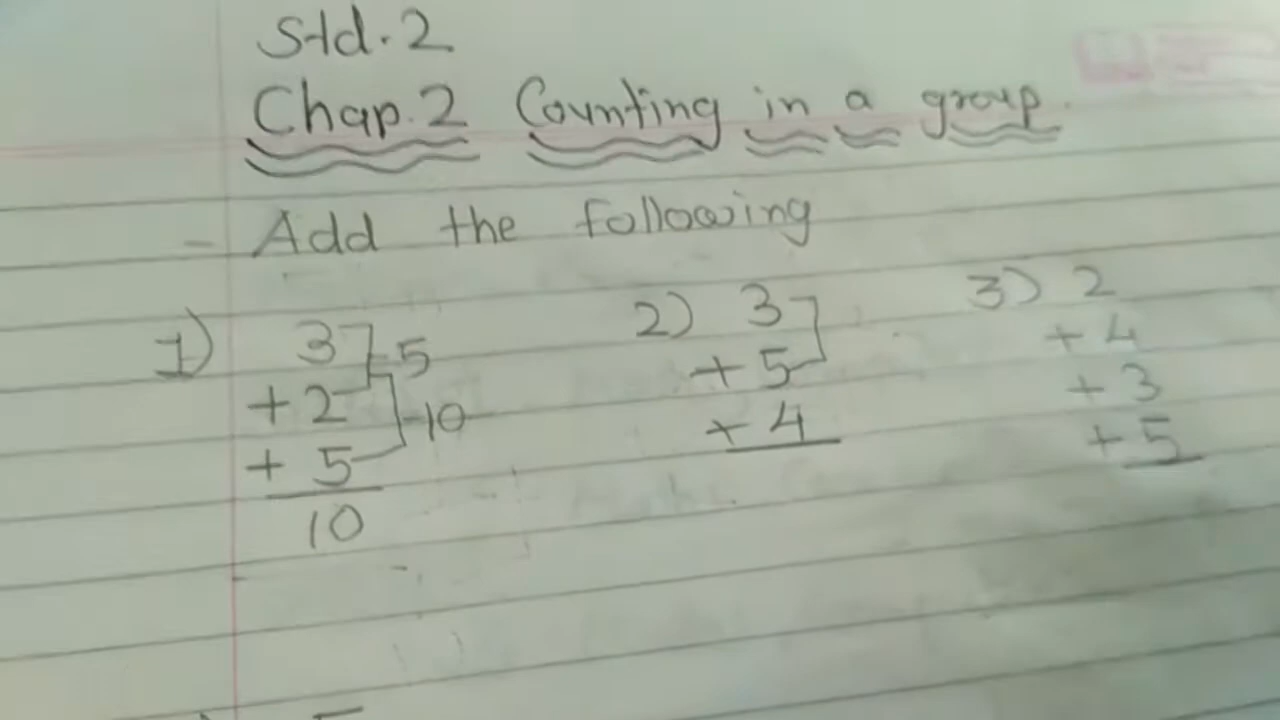 Std. 2
Chap. 2 Counting in a group.
- Add the following
1) 3 5
+ 2 10
+ 5
10
2) 3
+ 5
+ 4
3) 2
+ 4
+ 3
+ 5